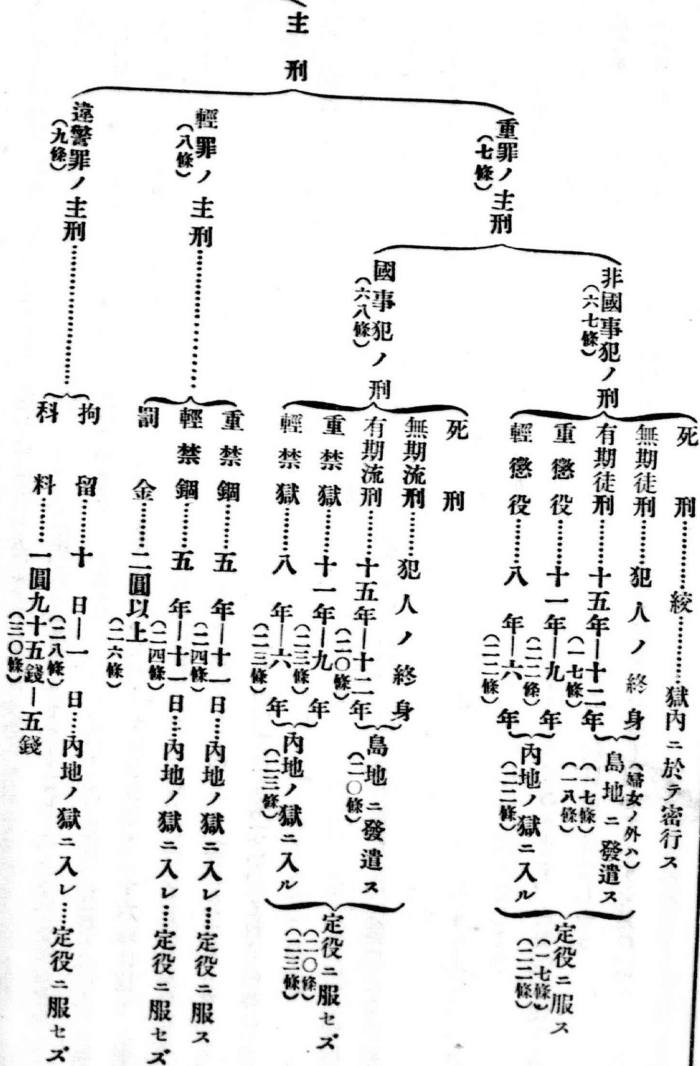 主刑
重罪ノ主刑
(七條)
非國事犯ノ刑
(六七條)
死刑………絞………獄內ニ於テ密行ス
無期徒刑……犯人ノ終身
(婦女ノ外ハ)
有期徒刑……十五年―十二年
(一七條)
島地ニ發遣ス
(一七條)
(一八條)
重懲役……十一年―九年
(二二條)
輕懲役……八年―六年
(二二條)
內地ノ獄ニ入ル
(二二條)
定役ニ服ス
(一七條)
(二二條)
國事犯ノ刑
(六八條)
死刑
無期流刑……犯人ノ終身
有期流刑……十五年―十二年
(二〇條)
島地ニ發遣ス
(二〇條)
重禁獄……十一年―九年
(二三條)
輕禁獄……八年―六年
(二三條)
內地ノ獄ニ入ル
(二三條)
定役ニ服セズ
(二〇條)
(二三條)
輕罪ノ主刑…………
(八條)
重禁錮……五年―十一日……內地ノ獄ニ入レ……定役ニ服ス
(二四條)
輕禁錮……五年―十一日……內地ノ獄ニ入レ……定役ニ服セズ
(二四條)
罰金……二圓以上
(二六條)
違警罪ノ主刑…………
(九條)
拘留……十日―一日……內地ノ獄ニ入レ……定役ニ服セズ
(二八條)
科料……一圓九十五錢―五錢
(三〇條)